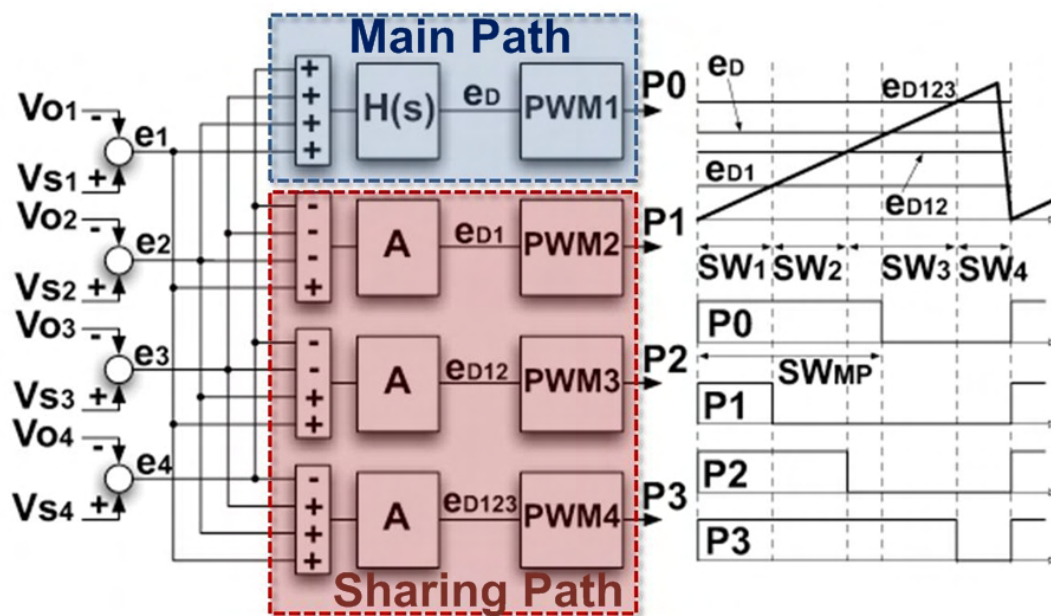 Main Path
Vo1
-
e1
Vs1
+
Vo2
-
e2
Vs2
+
Vo3
-
e3
Vs3
+
Vo4
-
e4
Vs4
+
+
+
+
+
H(s)
eD
PWM1
P0
-
-
-
+
A
eD1
PWM2
P1
-
-
+
+
A
eD12
PWM3
P2
-
+
+
+
A
eD123
PWM4
P3
Sharing Path
eD
eD123
eD1
eD12
SW1
SW2
SW3
SW4
P0
SWMP
P1
P2
P3